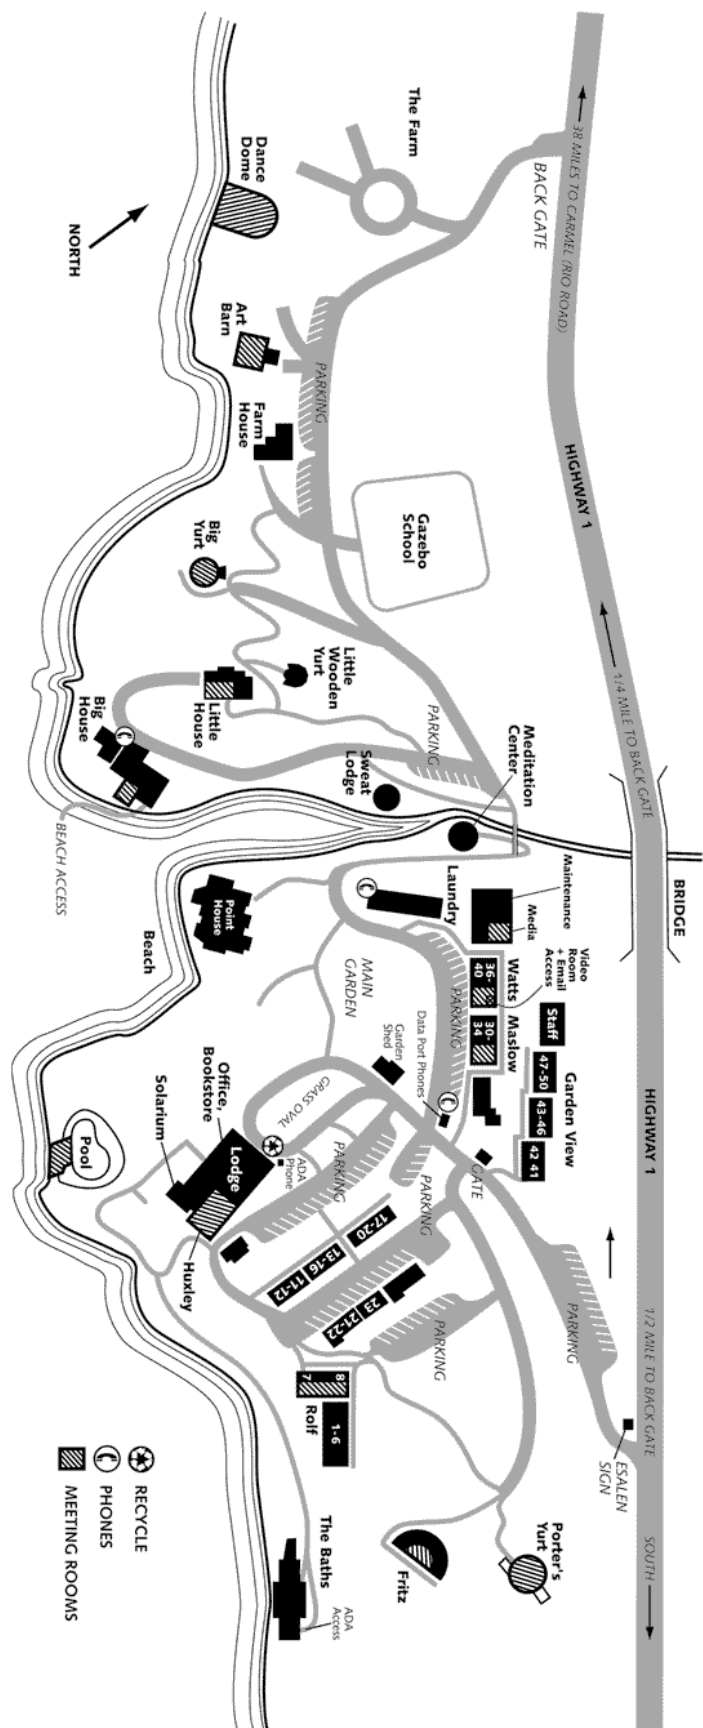 38 MILES TO CARMEL (RIO ROAD)
BACK GATE
The Farm
Dance
Dome
NORTH
Art
Barn
PARKING
Farm
House
HIGHWAY 1
Gazebo
School
Big
Yurt
1/4 MILE TO BACK GATE
Little
Wooden
Yurt
Little
House
Big
House
PARKING
Meditation
Center
Sweat
Lodge
BEACH ACCESS
BRIDGE
Maintenance
Media
Laundry
Point
House
Beach
Video
Room
+ Email
Access
Watts
36-
40
Maslow
30-
34
PARKING
MAIN
GARDEN
Staff
47-50
43-46
42 41
Garden View
HIGHWAY 1
Garden
Shed
Data Port Phones
GATE
GRASS OVAL
Office,
Bookstore
Solarium
Lodge
ADA
Phone
Pool
Huxley
PARKING
PARKING
17-20
13-16
11-12
23
21-22
PARKING
PARKING
1/2 MILE TO BACK GATE
ESALEN
SIGN
SOUTH
8
7
Rolf
1-6
Porter's
Yurt
Fritz
The Baths
ADA
Access
RECYCLE
PHONES
MEETING ROOMS